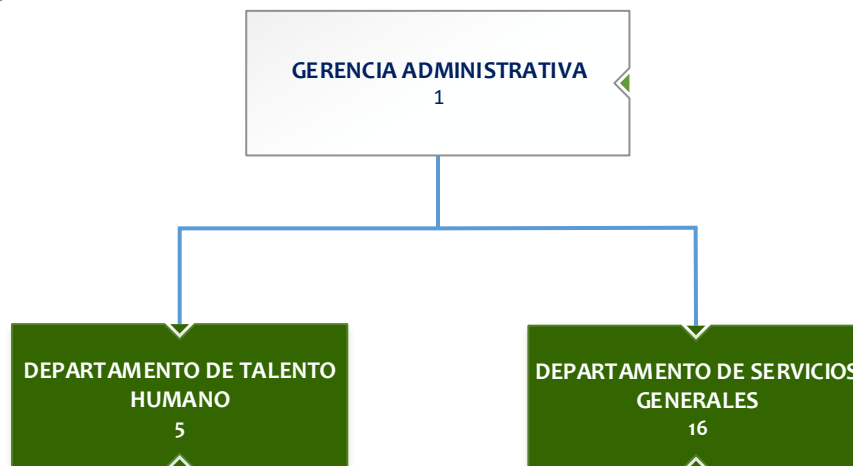 GERENCIA ADMINISTRATIVA
1
DEPARTAMENTO DE TALENTO
HUMANO
5
DEPARTAMENTO DE SERVICIOS
GENERALES
16